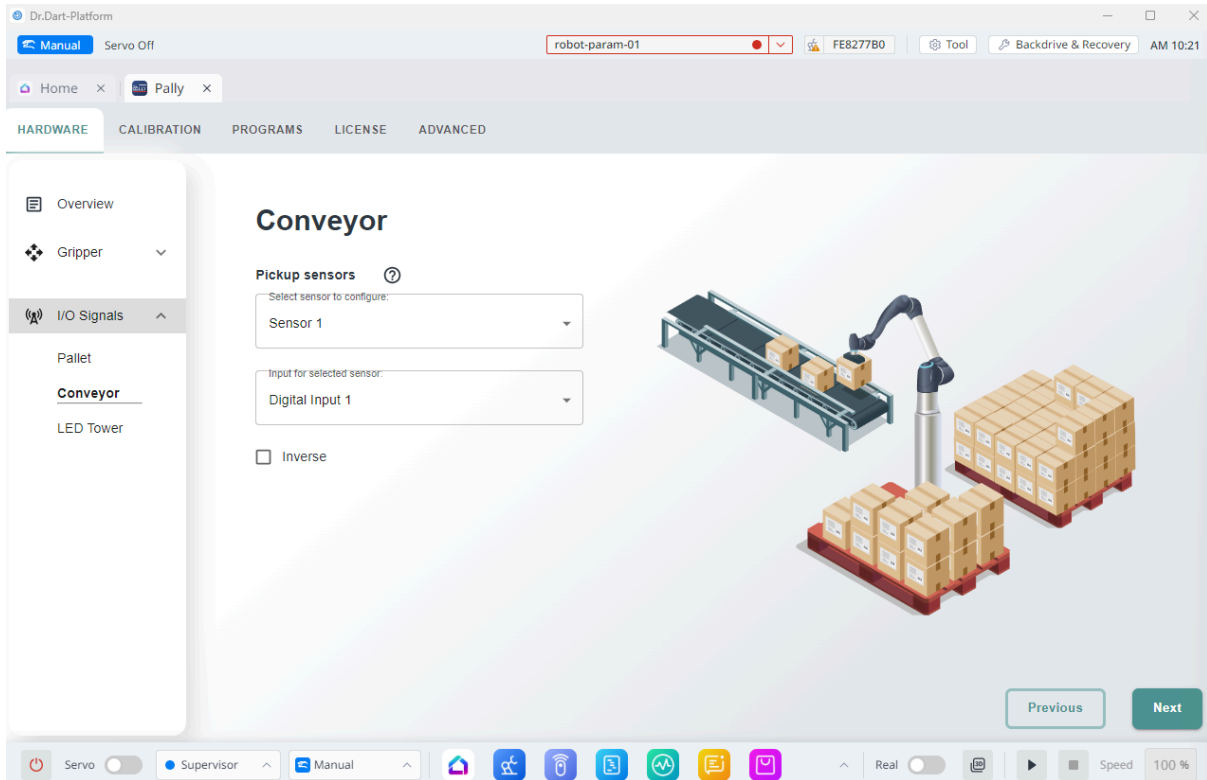 Dr.Dart-Platform
Manual Servo Off robot-param-01 FE8277B0 Tool Backdrive & Recovery AM 10:21
Home Pally
HARDWARE CALIBRATION PROGRAMS LICENSE ADVANCED
Overview
Gripper
I/O Signals
Pallet
Conveyor
LED Tower
Conveyor
Pickup sensors
Select sensor to configure:
Sensor 1
Input for selected sensor:
Digital Input 1
Inverse
Previous Next
Servo Supervisor Manual Real 3D Speed 100 %